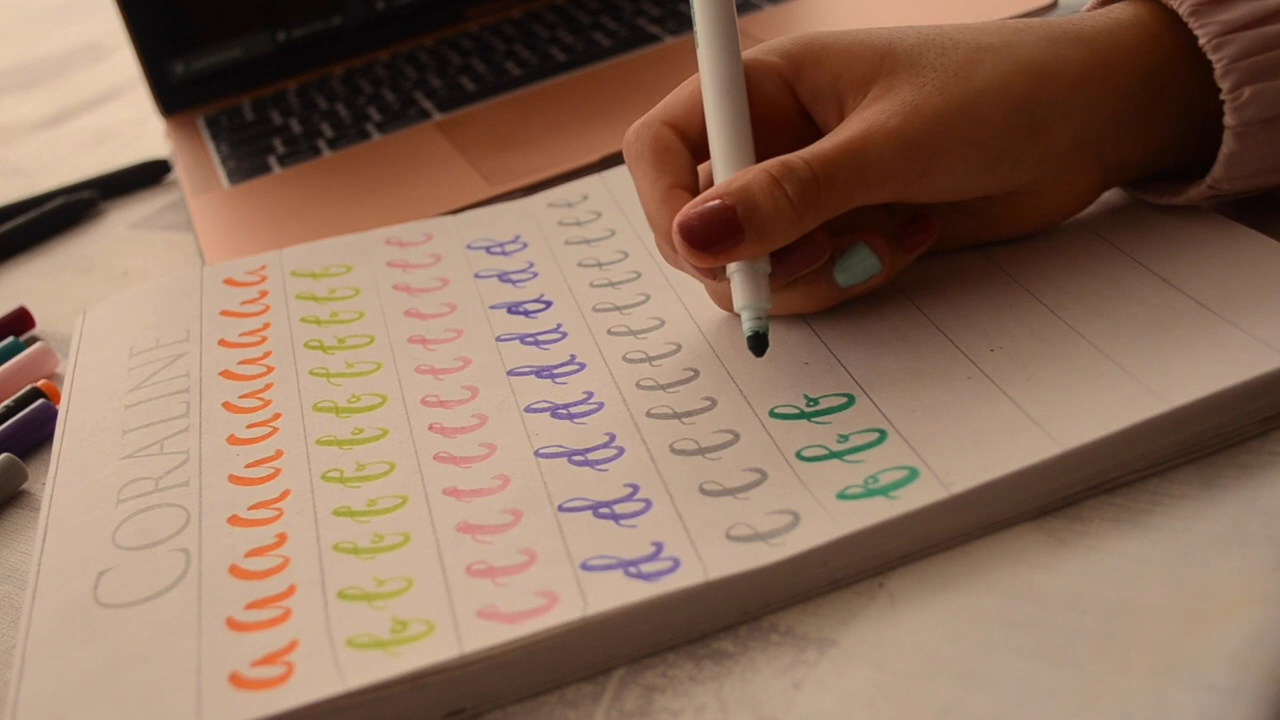 CORALINE
a a a a a a a a a a a a
b b b b b b b b b b b b
c c c c c c c c c c c c c
d d d d d d d d d
e e e e e e e e e e e e e
f f f